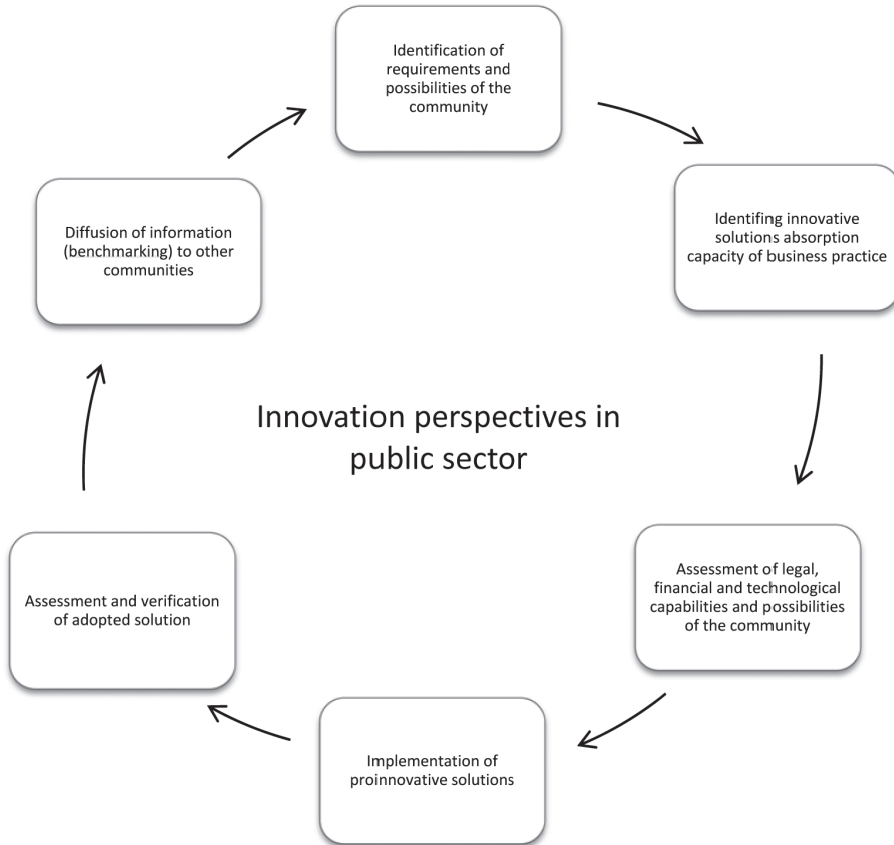 Identification of
requirements and
possibilities of the
community
Identifing innovative
solutions absorption
capacity of business practice
Assessment of legal,
financial and technological
capabilities and possibilities
of the community
Implementation of
proinnovative solutions
Assessment and verification
of adopted solution
Diffusion of information
(benchmarking) to other
communities
Innovation perspectives in
public sector